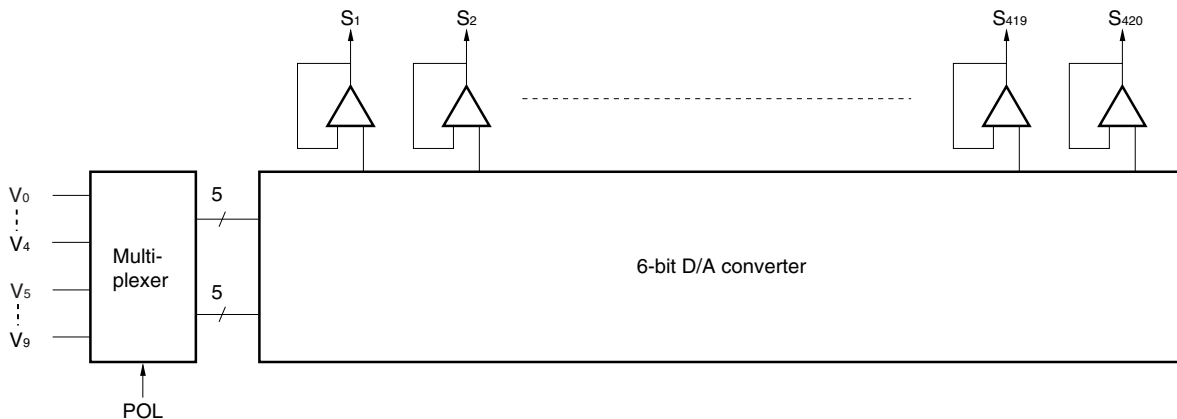 S1 S2 S419 S420
V0
V4
V5
V9
Multi-
plexer
5
5
6-bit D/A converter
POL